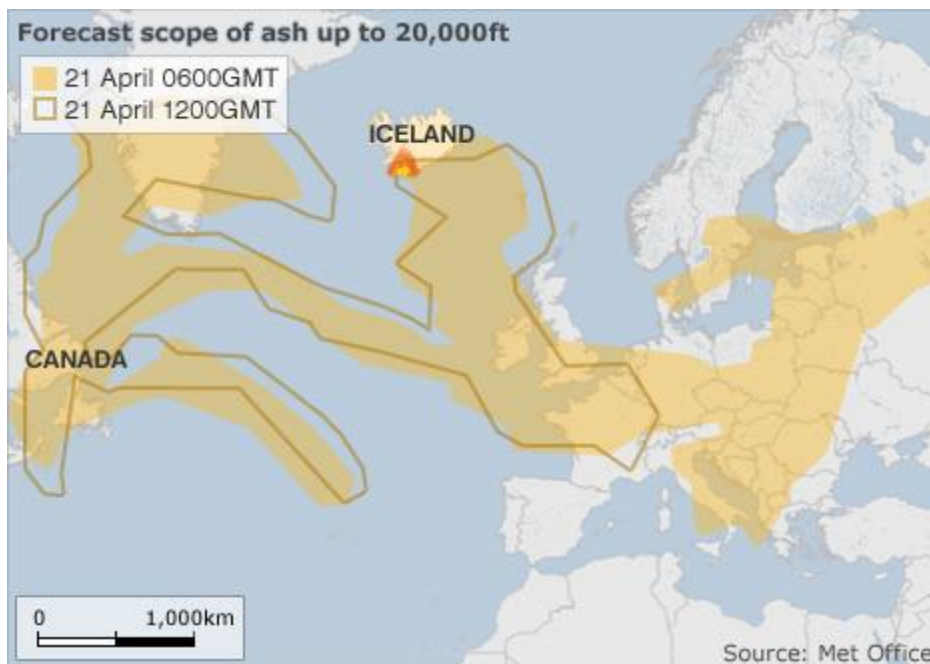 Forecast scope of ash up to 20,000ft
21 April 0600GMT
21 April 1200GMT
ICELAND
CANADA
0 1,000km
Source: Met Office